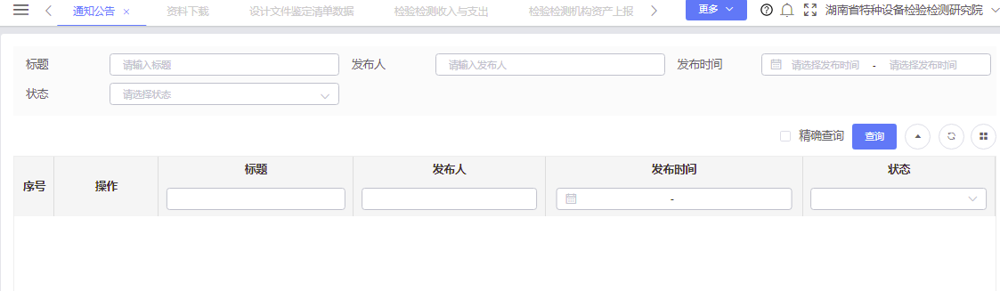 通知公告 资料下载 设计文件鉴定清单数据 检验检测收入与支出 检验检测机构资产上报 更多 湖南省特种设备检验检测研究院
标题 请输入标题 发布人 请输入发布人 发布时间 请选择发布时间 - 请选择发布时间
状态 请选择状态
精确查询 查询
序号 操作 标题 发布人 发布时间 状态
-